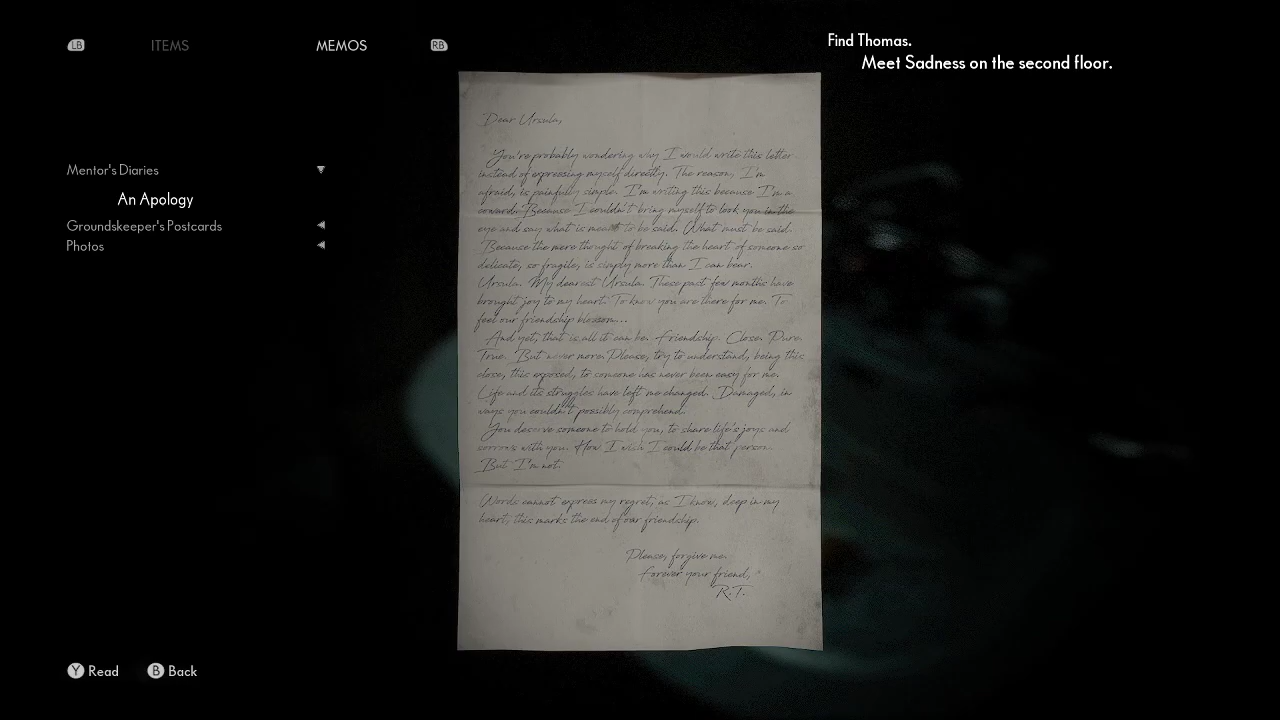 LB ITEMS MEMOS RB
Find Thomas.
Meet Sadness on the second floor.
Mentor's Diaries
An Apology
Groundskeeper's Postcards
Photos
Dear Ursula,
You're probably wondering why I would write this letter
instead of expressing myself directly. The reason, I'm
afraid, is painfully simple. I'm writing this because I'm a
coward. Because I couldn't bring myself to look you in the
eye and say what is meant to be said. What must be said.
Because the mere thought of breaking the heart of someone so
delicate, so fragile, is simply more than I can bear.
Ursula. My dearest Ursula. These past few months have
brought joy to my heart. To know you are there for me. To
feel our friendship blossom...
And yet, that is all it can be. Friendship. Close. Pure.
True. But never more. Please, try to understand, being this
close, this exposed, to someone has never been easy for me.
Life and its struggles have left me changed. Damaged, in
ways you couldn't possibly comprehend.
You deserve someone to hold you, to share life's joys and
sorrows with you. How I wish I could be that person.
But I'm not.
Words cannot express my regret, as I know, deep in my
heart, this marks the end of our friendship.
Please, forgive me.
Forever your friend,
R.T.
Y Read B Back